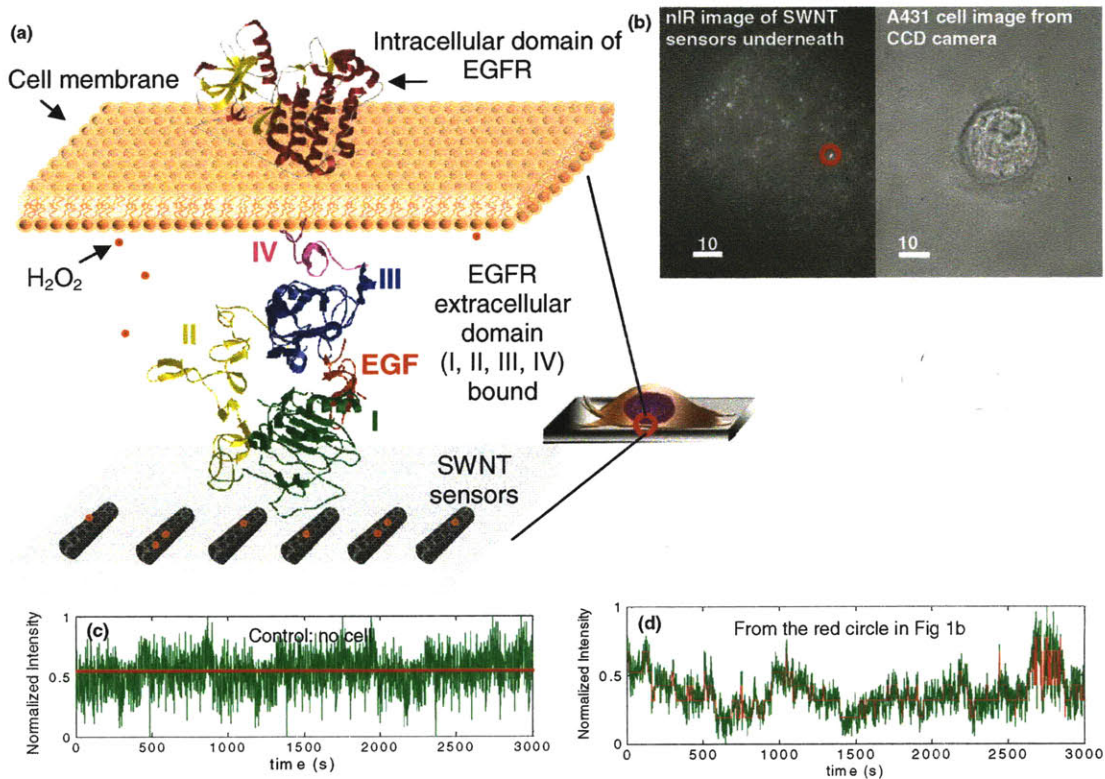 (a)
Cell membrane
Intracellular domain of
EGFR
H₂O₂
IV
III
II
EGF
I
EGFR
extracellular
domain
(I, II, III, IV)
bound
SWNT
sensors
(b)
nIR image of SWNT
sensors underneath
10
A431 cell image from
CCD camera
10
(c)
Control: no cell
Normalized Intensity
1
0.5
0
0 500 1000 1500 2000 2500 3000
time (s)
(d)
From the red circle in Fig 1b
Normalized Intensity
1
0.5
0
0 500 1000 1500 2000 2500 3000
time (s)